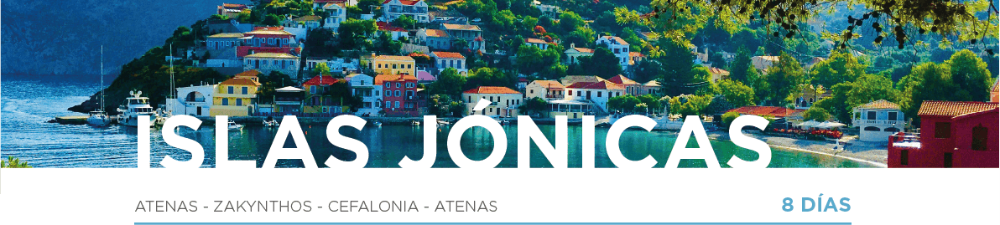 ISLAS JÓNICAS
ATENAS - ZAKYNTHOS - CEFALONIA - ATENAS
8 DÍAS